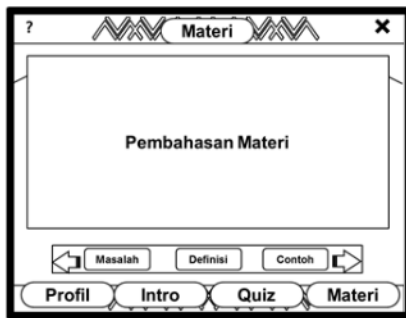 ? Materi ×
Pembahasan Materi
Masalah Definisi Contoh
Profil Intro Quiz Materi